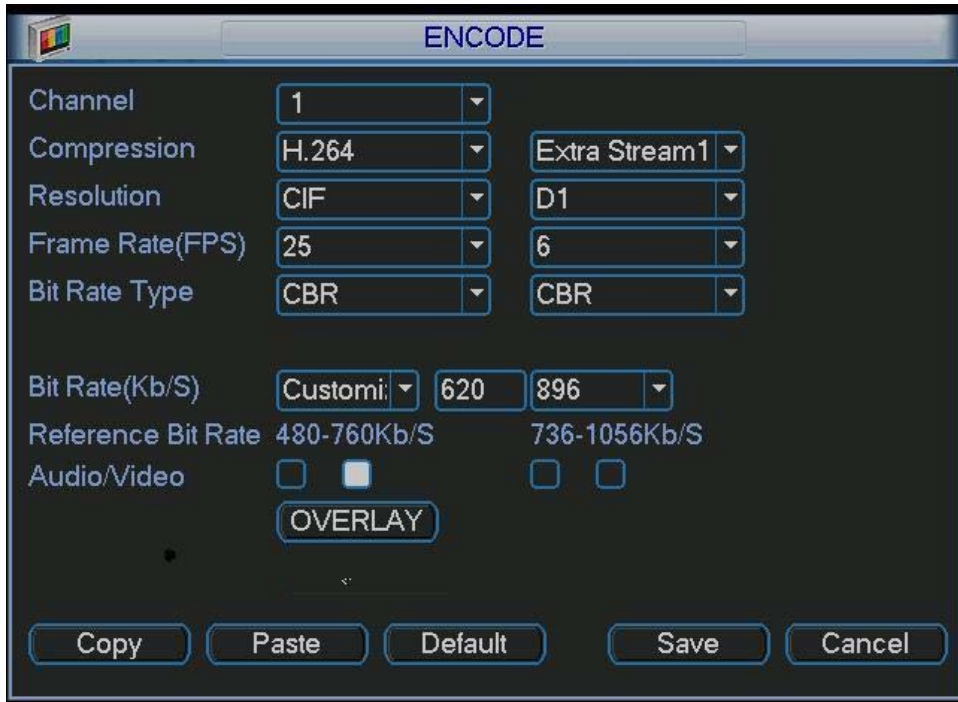 ENCODE
Channel 1
Compression H.264 Extra Stream1
Resolution CIF D1
Frame Rate(FPS) 25 6
Bit Rate Type CBR CBR
Bit Rate(Kb/S) Customi 620 896
Reference Bit Rate 480-760Kb/S 736-1056Kb/S
Audio/Video
OVERLAY
Copy Paste Default Save Cancel